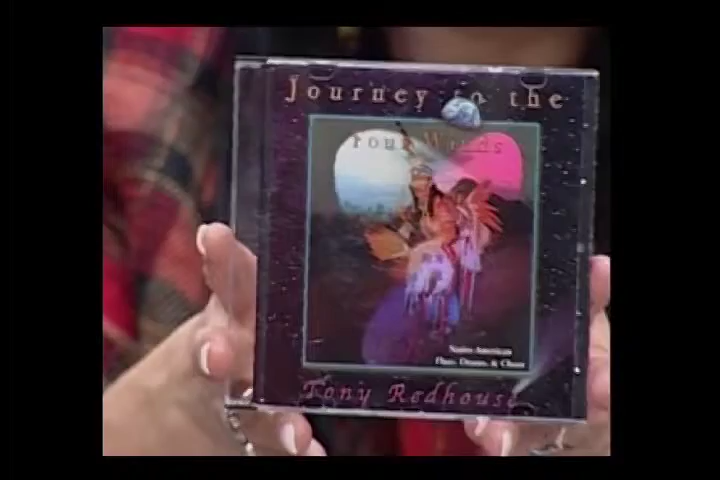 Journey to the
Four Winds
Native American
Flute, Drums, & Chant
Tony Redhouse